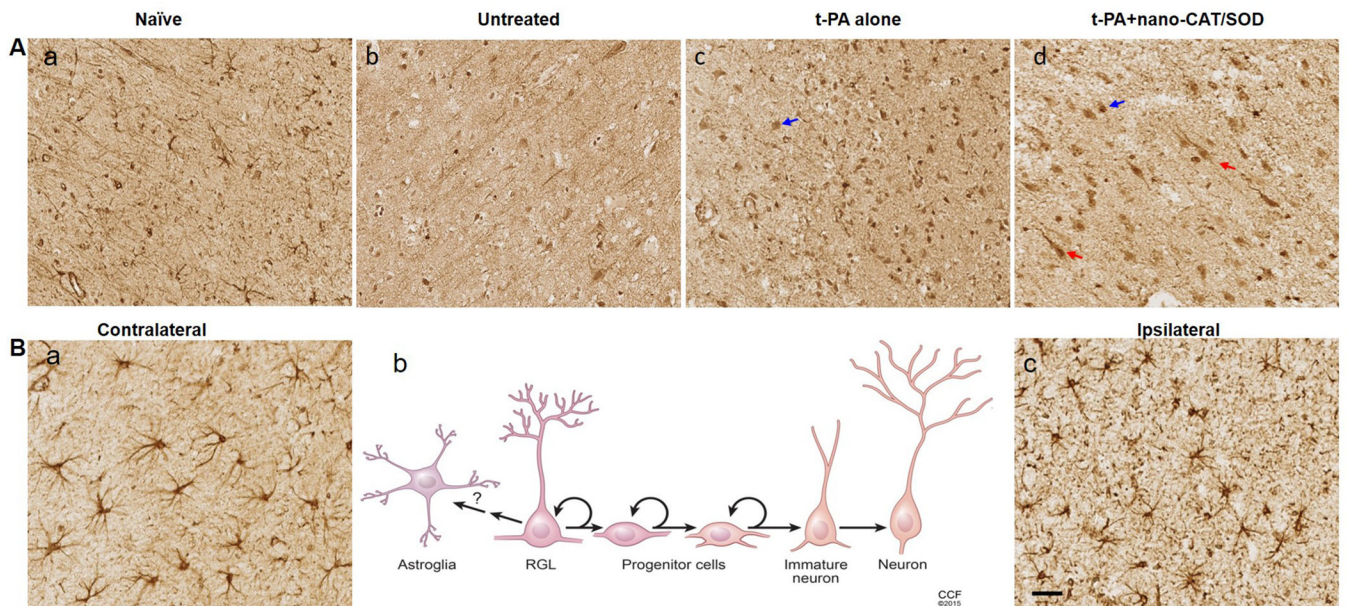 Naïve Untreated t-PA alone t-PA+nano-CAT/SOD
A a b c d
Contralateral Ipsilateral
B a b c
?
Astroglia RGL Progenitor cells Immature Neuron
neuron
CCF
©2015